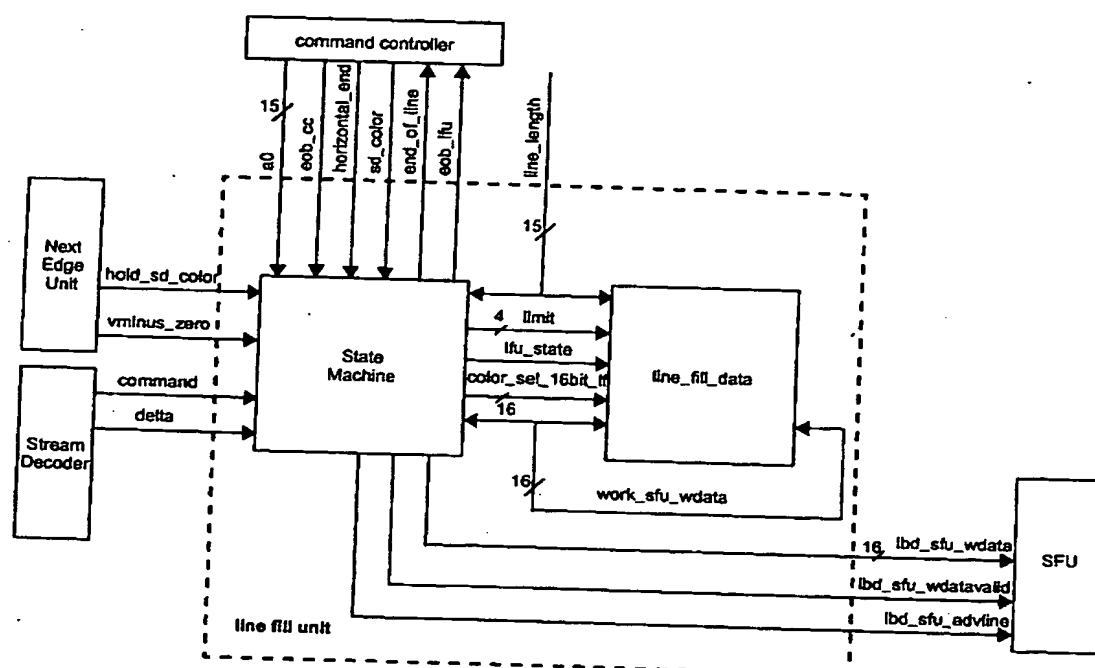 command controller
15
a0
eob_cc
horizontal_end
sd_color
end_of_line
eob_lfu
line_length
15
Next
Edge
Unit
hold_sd_color
vminus_zero
State
Machine
4 limit
lfu_state
color_set_16bit_lf
16
line_fill_data
command
delta
Stream
Decoder
16
work_sfu_wdata
16 lbd_sfu_wdata
lbd_sfu_wdatavalid
lbd_sfu_advline
SFU
line fill unit